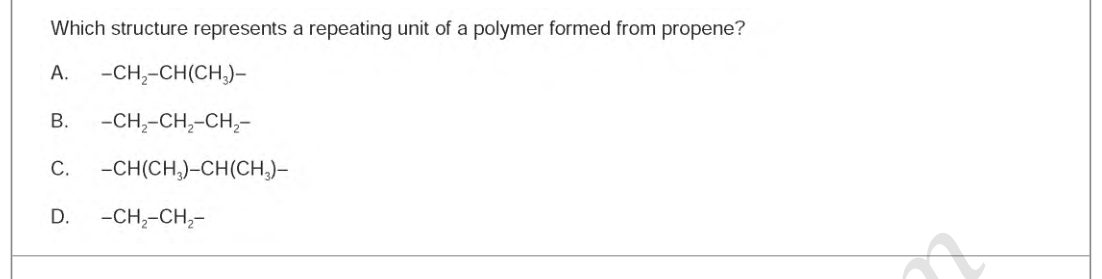 Which structure represents a repeating unit of a polymer formed from propene?
A. –CH₂–CH(CH₃)–
B. –CH₂–CH₂–CH₂–
C. –CH(CH₃)–CH(CH₃)–
D. –CH₂–CH₂–